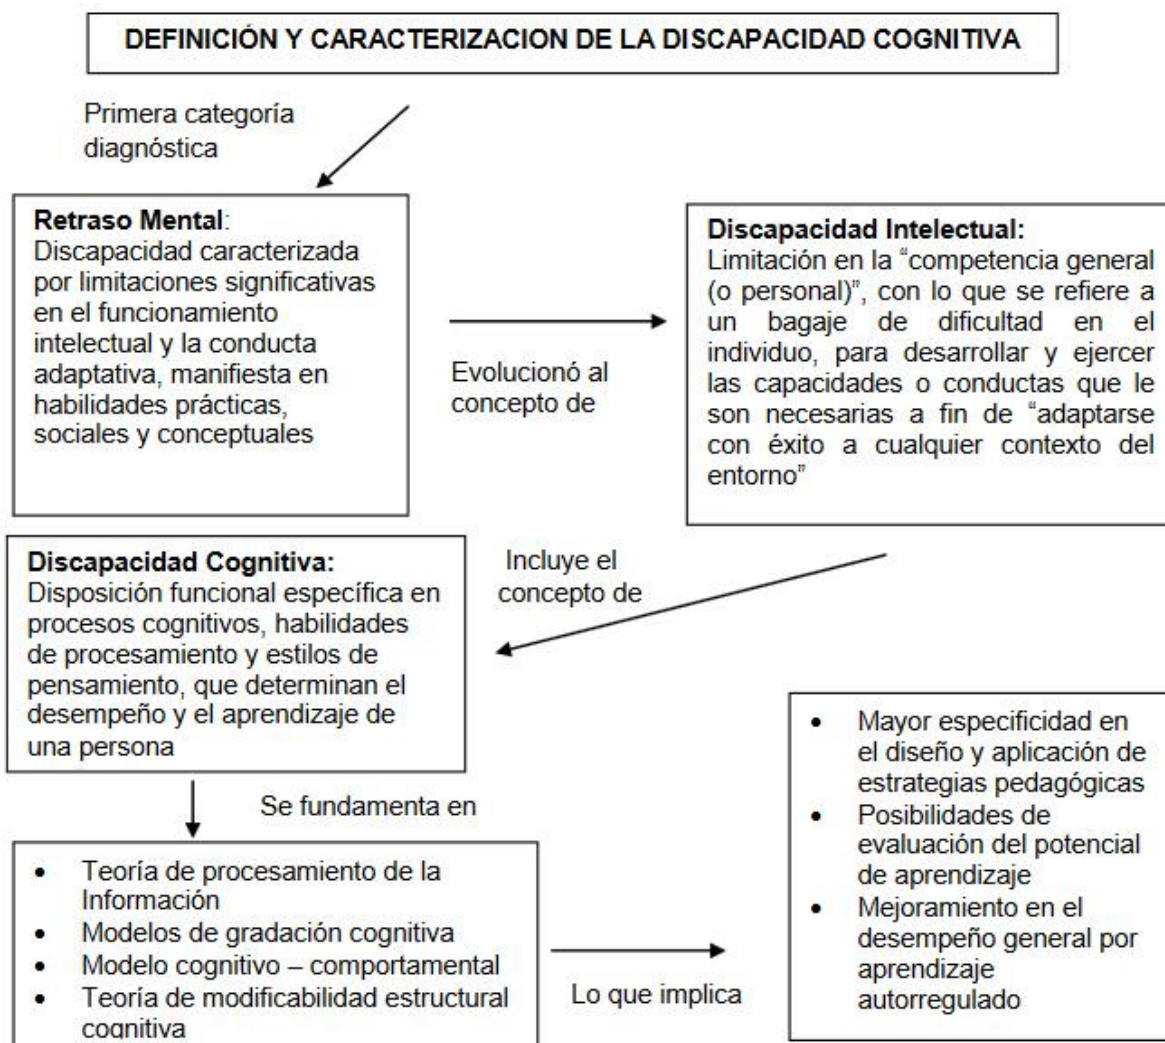 DEFINICIÓN Y CARACTERIZACION DE LA DISCAPACIDAD COGNITIVA
Primera categoría
diagnóstica
Retraso Mental:
Discapacidad caracterizada
por limitaciones significativas
en el funcionamiento
intelectual y la conducta
adaptativa, manifiesta en
habilidades prácticas,
sociales y conceptuales
Evolucionó al
concepto de
Discapacidad Intelectual:
Limitación en la “competencia general
(o personal)”, con lo que se refiere a
un bagaje de dificultad en el
individuo, para desarrollar y ejercer
las capacidades o conductas que le
son necesarias a fin de “adaptarse
con éxito a cualquier contexto del
entorno”
Incluye el
concepto de
Discapacidad Cognitiva:
Disposición funcional específica en
procesos cognitivos, habilidades
de procesamiento y estilos de
pensamiento, que determinan el
desempeño y el aprendizaje de
una persona
Se fundamenta en
• Teoría de procesamiento de la
Información
• Modelos de gradación cognitiva
• Modelo cognitivo – comportamental
• Teoría de modificabilidad estructural
cognitiva
Lo que implica
• Mayor especificidad en
el diseño y aplicación de
estrategias pedagógicas
• Posibilidades de
evaluación del potencial
de aprendizaje
• Mejoramiento en el
desempeño general por
aprendizaje
autorregulado